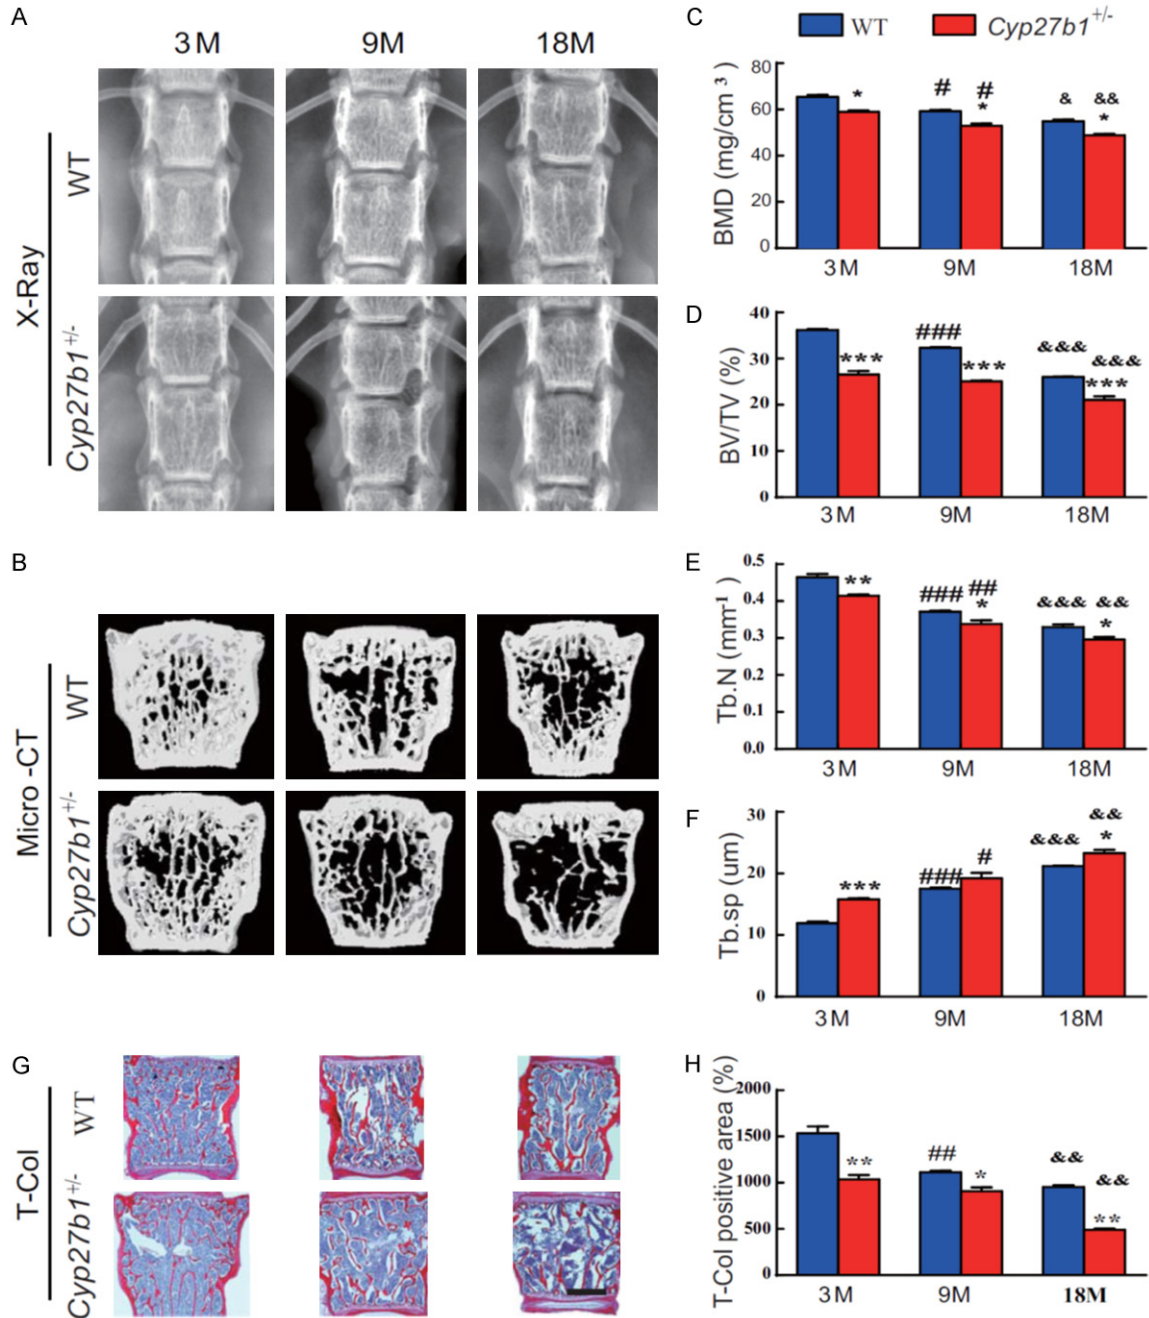 A
3 M
9M
18M
X-Ray
WT
Cyp27b1+/-
B
Micro -CT
WT
Cyp27b1+/-
G
T-Col
WT
Cyp27b1+/-
C
WT
Cyp27b1+/-
BMD (mg/cm 3 )
80
60
40
20
0
*
#
#
*
&
&&
*
3 M
9M
18M
D
BV/TV (%)
40
30
20
10
0
***
###
***
&&&
&&&
***
3 M
9M
18M
E
Tb.N (mm-1 )
0.5
0.4
0.3
0.2
0.1
0.0
**
###
##
*
&&&
&&
*
3 M
9M
18M
F
Tb.sp (um)
30
20
10
0
***
###
#
&&&
&&
*
3 M
9M
18M
H
T-Col positive area (%)
2000
1500
1000
500
0
**
##
*
&&
&&
**
3 M
9M
18M